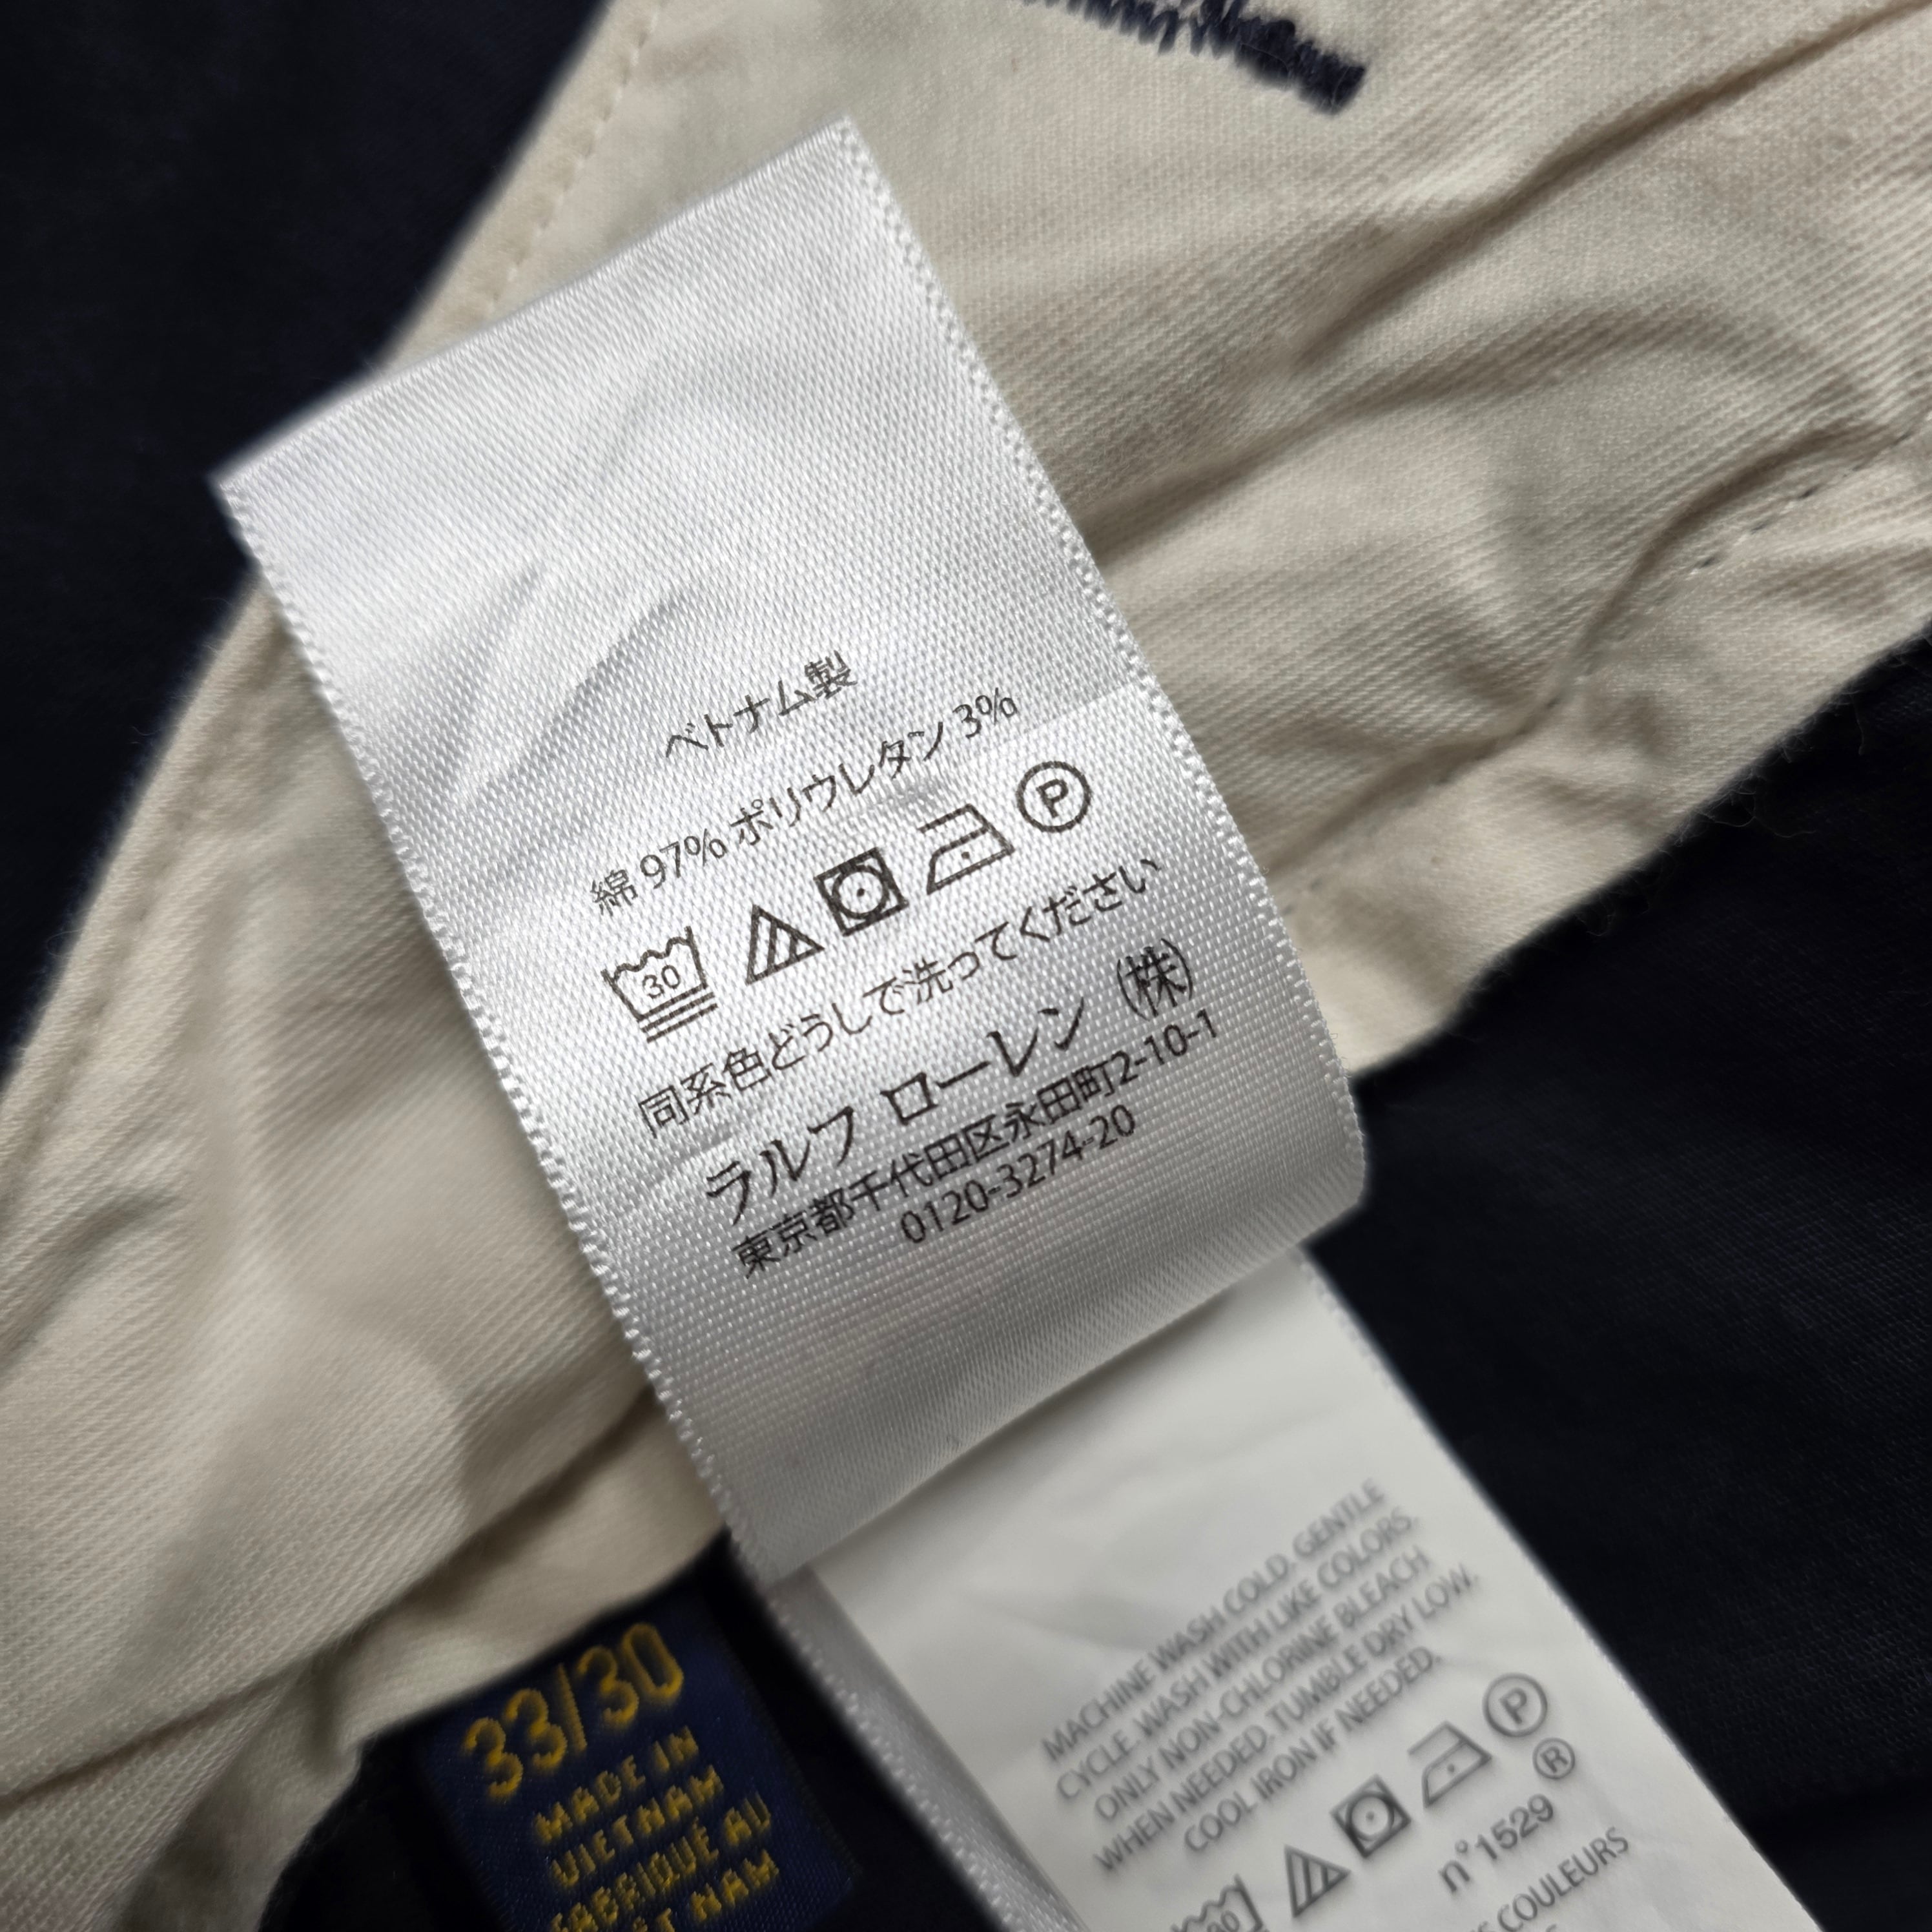 ベトナム製
綿 97% ポリウレタン 3%
30
P
同系色どうしで洗ってください
ラルフ ローレン (株)
東京都千代田区永田町2-10-1
0120-3274-20
MACHINE WASH COLD. GENTLE
CYCLE. WASH WITH LIKE COLORS.
ONLY NON-CHLORINE BLEACH
WHEN NEEDED. TUMBLE DRY LOW.
COOL IRON IF NEEDED.
P
®
n°1529
COULEURS
33/30
MADE IN
VIETNAM
FABRIQUÉ AU
NAM